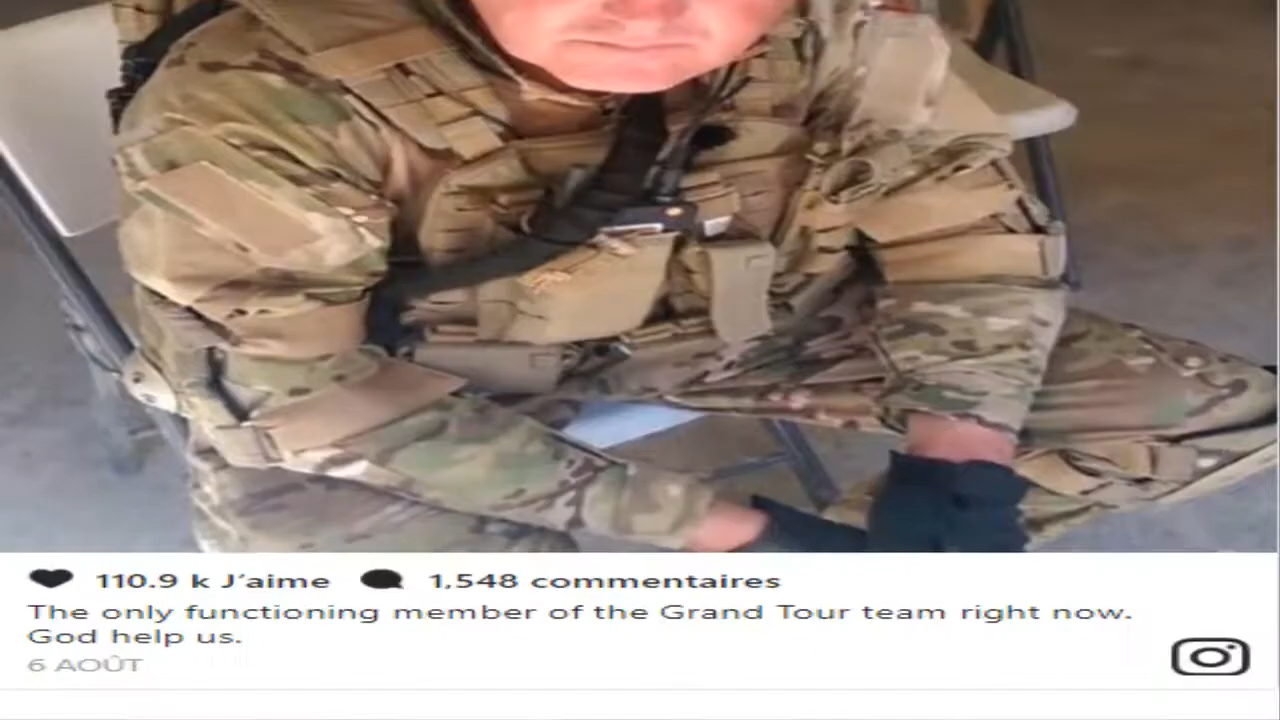 110.9 k J'aime 1,548 commentaires
The only functioning member of the Grand Tour team right now.
God help us.
6 AOÛT